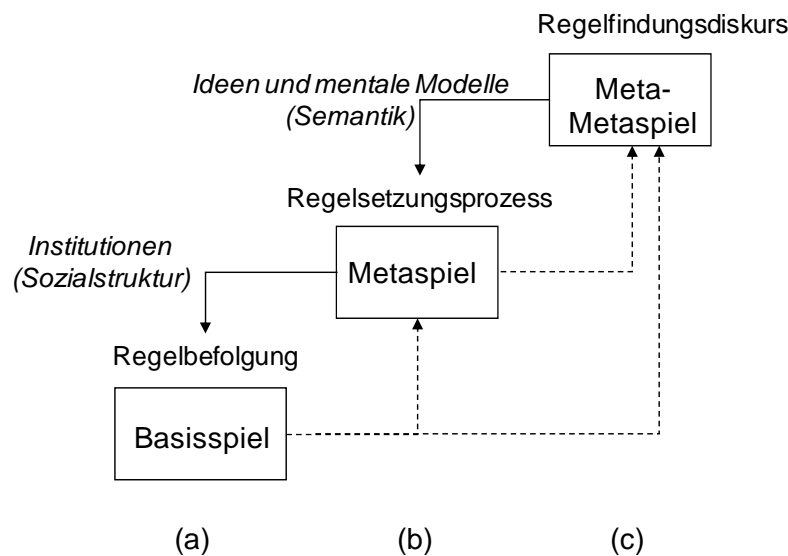 Regelfindungsdiskurs
Ideen und mentale Modelle
(Semantik)
Meta-
Metaspiel
Regelsetzungsprozess
Institutionen
(Sozialstruktur)
Metaspiel
Regelbefolgung
Basisspiel
(a)
(b)
(c)